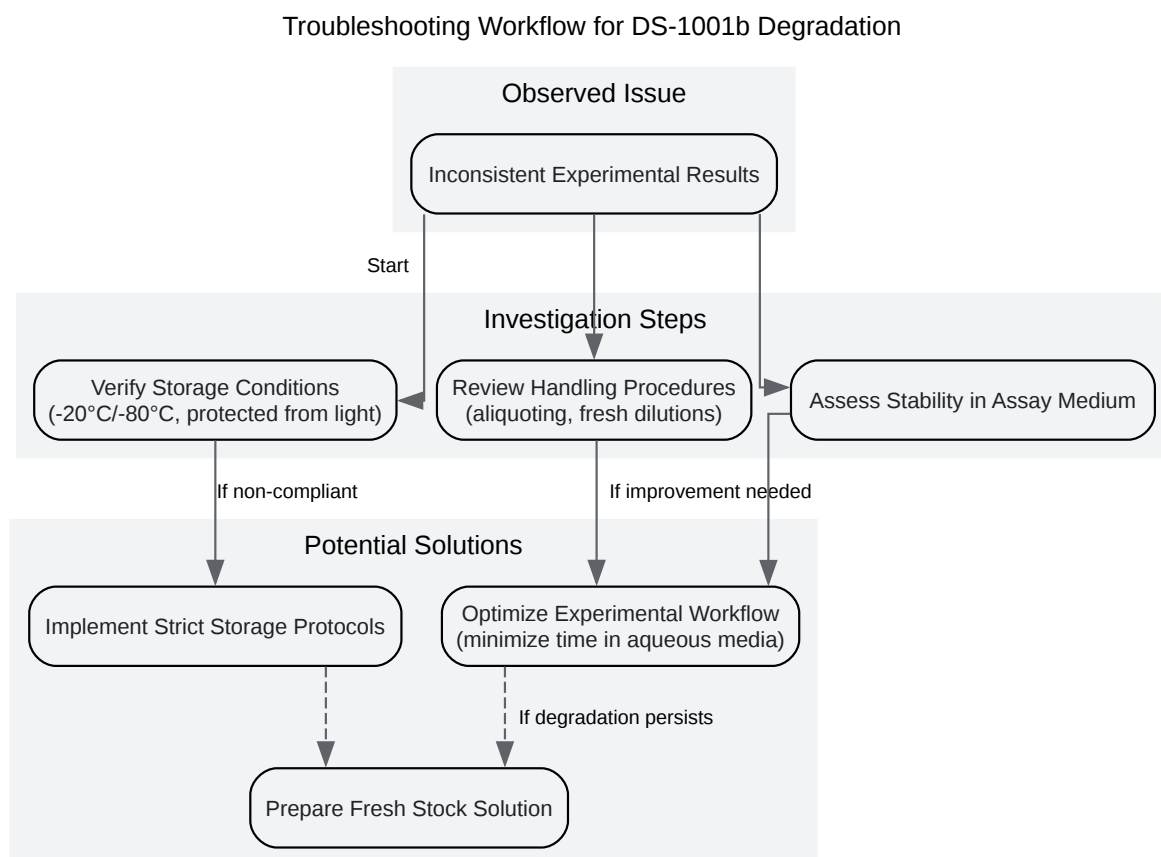 Troubleshooting Workflow for DS-1001b Degradation
Observed Issue
Inconsistent Experimental Results
Start
Investigation Steps
Verify Storage Conditions
(-20°C/-80°C, protected from light)
Review Handling Procedures
(aliquoting, fresh dilutions)
Assess Stability in Assay Medium
If non-compliant
If improvement needed
Potential Solutions
Implement Strict Storage Protocols
Optimize Experimental Workflow
(minimize time in aqueous media)
If degradation persists
Prepare Fresh Stock Solution